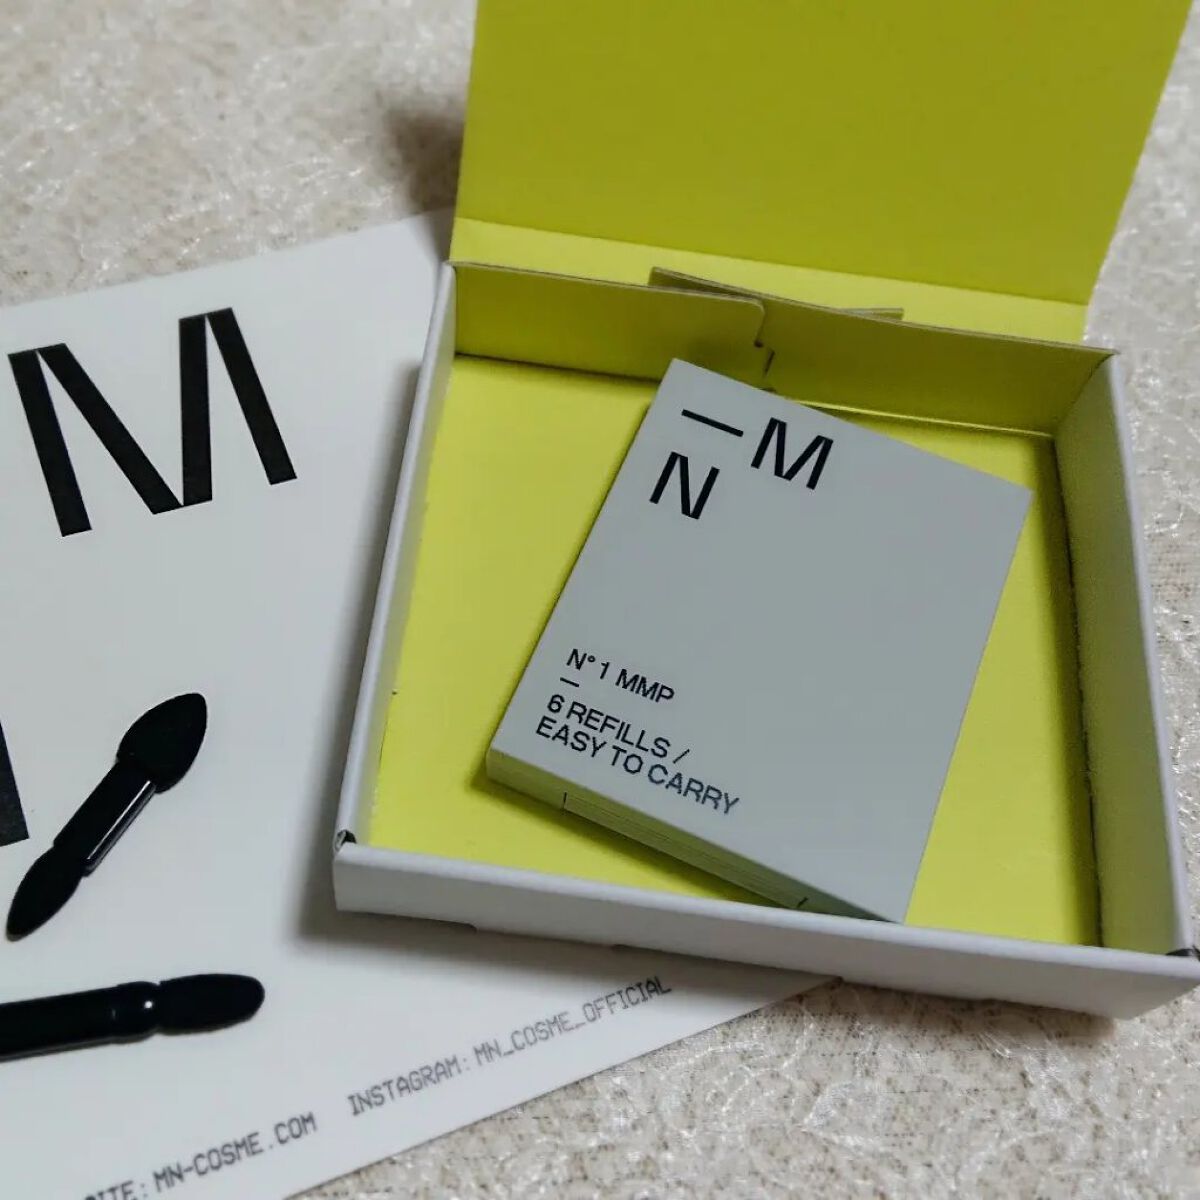 M
—M
N
N° 1 MMP
—
6 REFILLS /
EASY TO CARRY
INSTAGRAM: MN_COSME_OFFICIAL
MN-COSME.COM